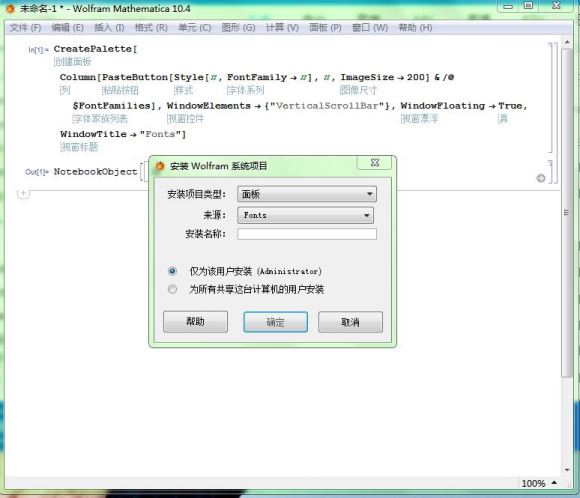 未命名-1 * - Wolfram Mathematica 10.4
文件 (F) 编辑 (E) 插入 (I) 格式 (R) 单元 (C) 图形 (G) 计算 (V) 面板 (P) 窗口 (W) 帮助 (H)
In[1]:= CreatePalette[
创建面板
Column[PasteButton[Style[#, FontFamily → #], #, ImageSize → 200] & /@
列 粘贴按钮 样式 字体系列 图像尺寸
$FontFamilies], WindowElements → {"VerticalScrollBar"}, WindowFloating → True,
字体家族列表 视窗控件 视窗漂浮 真
WindowTitle → "Fonts"]
视窗标题
Out[1]= NotebookObject[
安装 Wolfram 系统项目
安装项目类型: 面板
来源: Fonts
安装名称:
仅为该用户安装 (Administrator)
为所有共享这台计算机的用户安装
帮助 确定 取消
100%